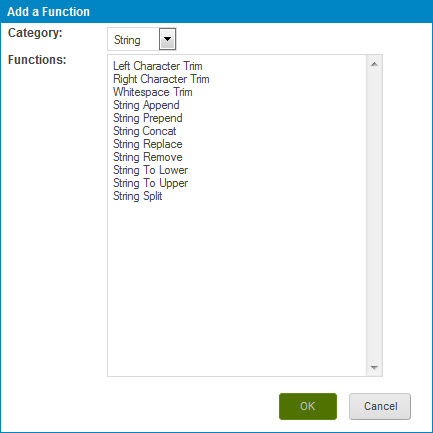 Add a Function
Category:
String
Functions:
Left Character Trim
Right Character Trim
Whitespace Trim
String Append
String Prepend
String Concat
String Replace
String Remove
String To Lower
String To Upper
String Split
OK
Cancel